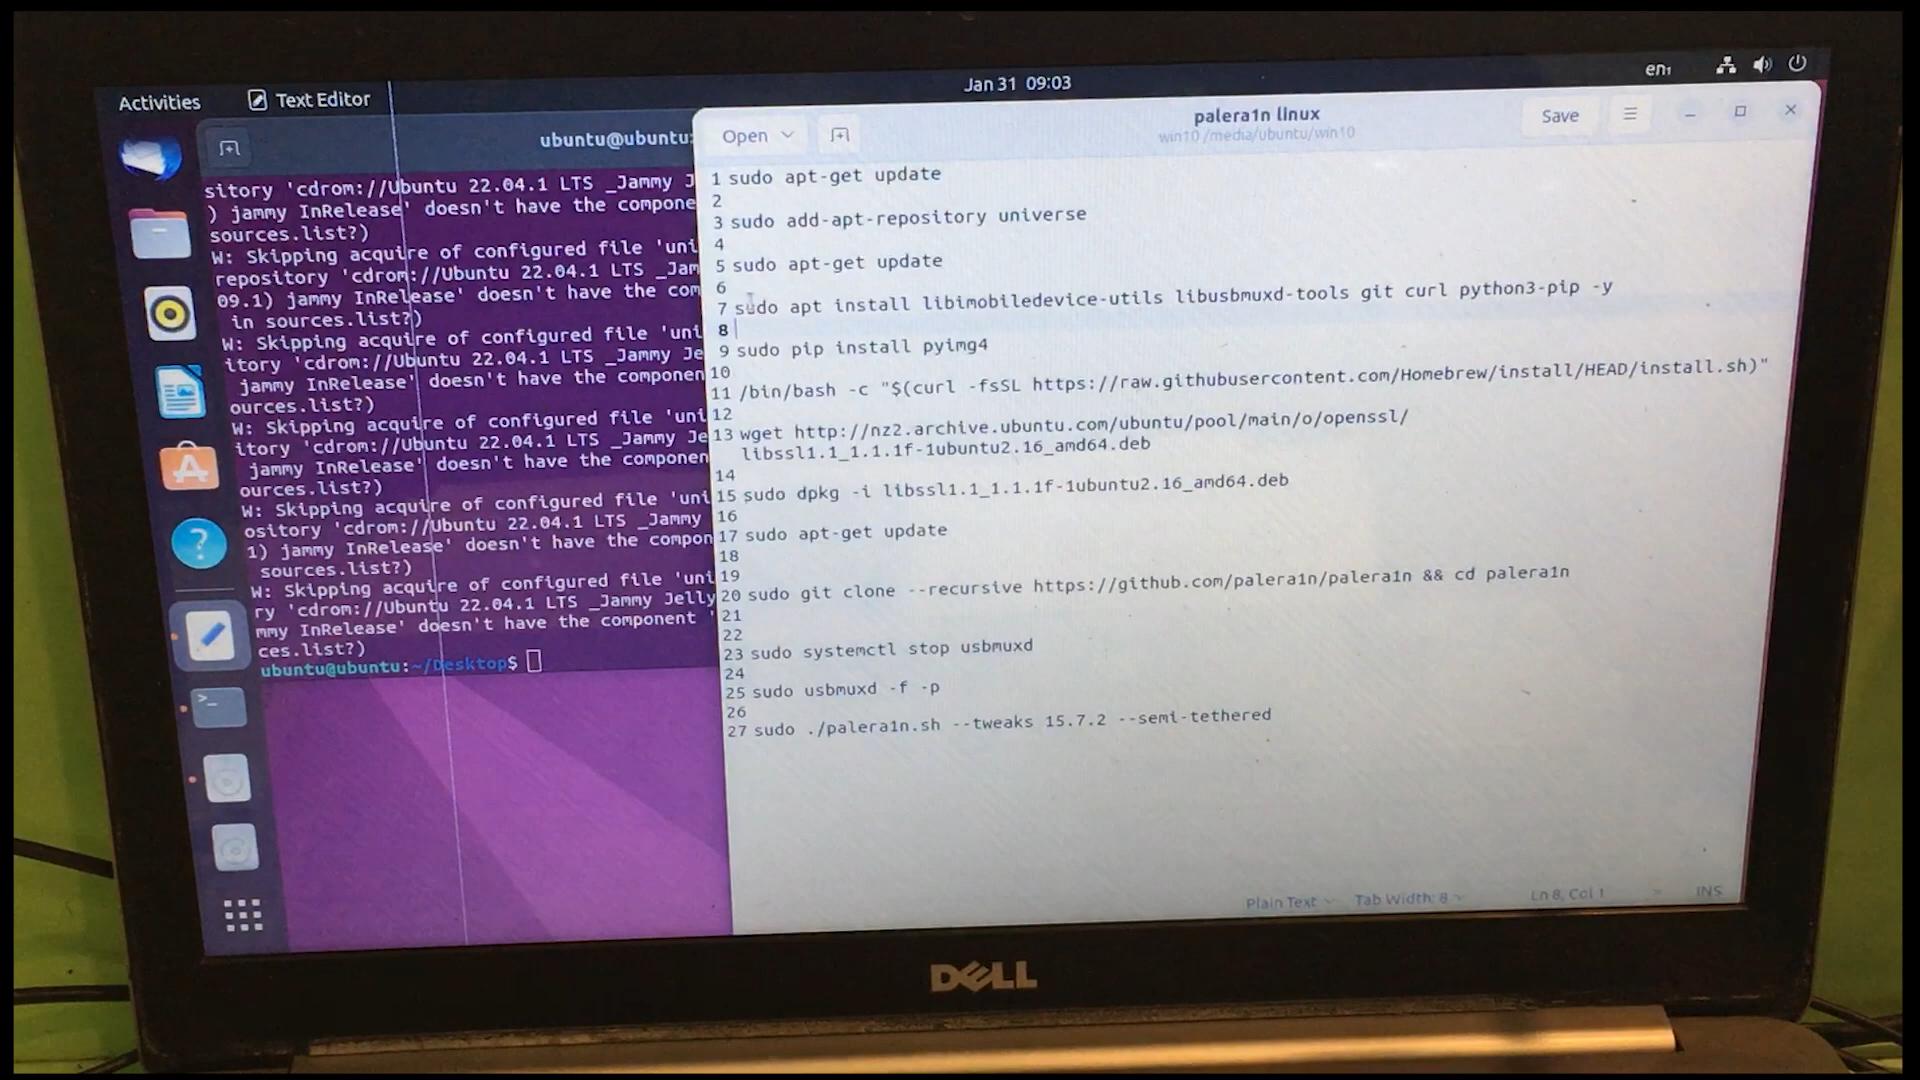 Jan 31 09:03
en₁
Activities
Text Editor
ubuntu@ubuntu:
sitory 'cdrom://Ubuntu 22.04.1 LTS _Jammy J
) jammy InRelease' doesn't have the compone
sources.list?)
W: Skipping acquire of configured file 'uni
repository 'cdrom://Ubuntu 22.04.1 LTS _Jam
09.1) jammy InRelease' doesn't have the com
in sources.list?)
W: Skipping acquire of configured file 'uni
itory 'cdrom://Ubuntu 22.04.1 LTS _Jammy Je
jammy InRelease' doesn't have the componen
ources.list?)
W: Skipping acquire of configured file 'uni
itory 'cdrom://Ubuntu 22.04.1 LTS _Jammy Je
jammy InRelease' doesn't have the componen
ources.list?)
W: Skipping acquire of configured file 'uni
ository 'cdrom://Ubuntu 22.04.1 LTS _Jammy
1) jammy InRelease' doesn't have the compon
sources.list?)
W: Skipping acquire of configured file 'uni
ry 'cdrom://Ubuntu 22.04.1 LTS _Jammy Jelly
mmy InRelease' doesn't have the component '
ces.list?)
ubuntu@ubuntu:~/Desktop$
Open
palera1n linux
win10 /media/ubuntu/win10
Save
1 sudo apt-get update
2
3 sudo add-apt-repository universe
4
5 sudo apt-get update
6
7 sudo apt install libimobiledevice-utils libusbmuxd-tools git curl python3-pip -y
8
9 sudo pip install pyimg4
10
11 /bin/bash -c "$(curl -fsSL https://raw.githubusercontent.com/Homebrew/install/HEAD/install.sh)"
12
13 wget http://nz2.archive.ubuntu.com/ubuntu/pool/main/o/openssl/
libssl1.1_1.1.1f-1ubuntu2.16_amd64.deb
14
15 sudo dpkg -i libssl1.1_1.1.1f-1ubuntu2.16_amd64.deb
16
17 sudo apt-get update
18
19
20 sudo git clone --recursive https://github.com/palera1n/palera1n && cd palera1n
21
22
23 sudo systemctl stop usbmuxd
24
25 sudo usbmuxd -f -p
26
27 sudo ./palera1n.sh --tweaks 15.7.2 --semi-tethered
Plain Text
Tab Width: 8
Ln 8, Col 1
INS
DELL